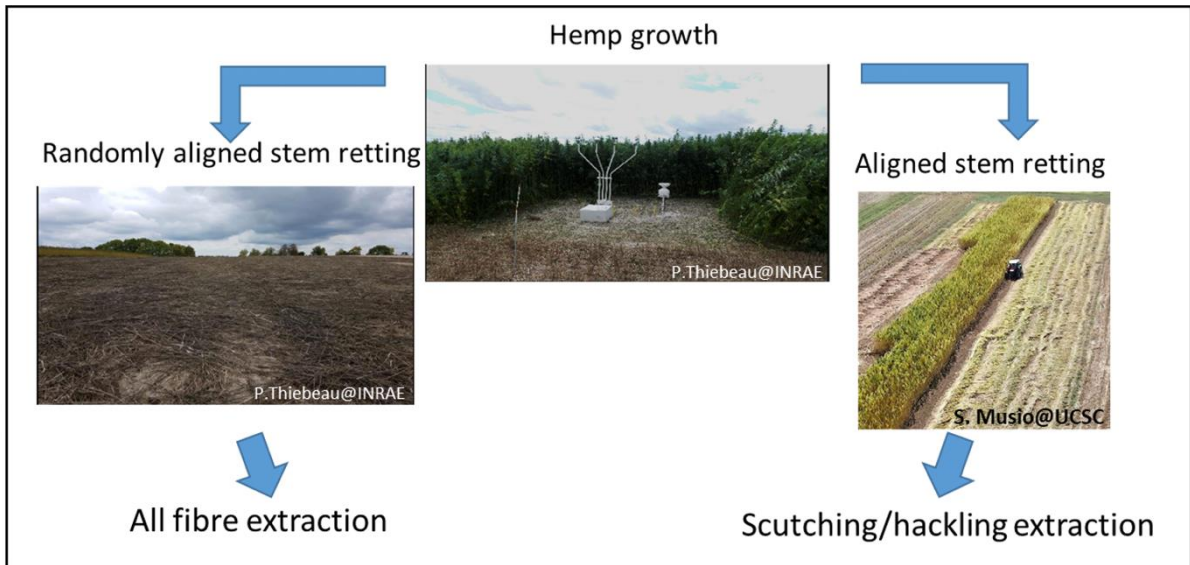 Hemp growth
Randomly aligned stem retting
Aligned stem retting
P.Thiebeau@INRAE
P.Thiebeau@INRAE
S. Musio@UCSC
All fibre extraction
Scutching/hackling extraction